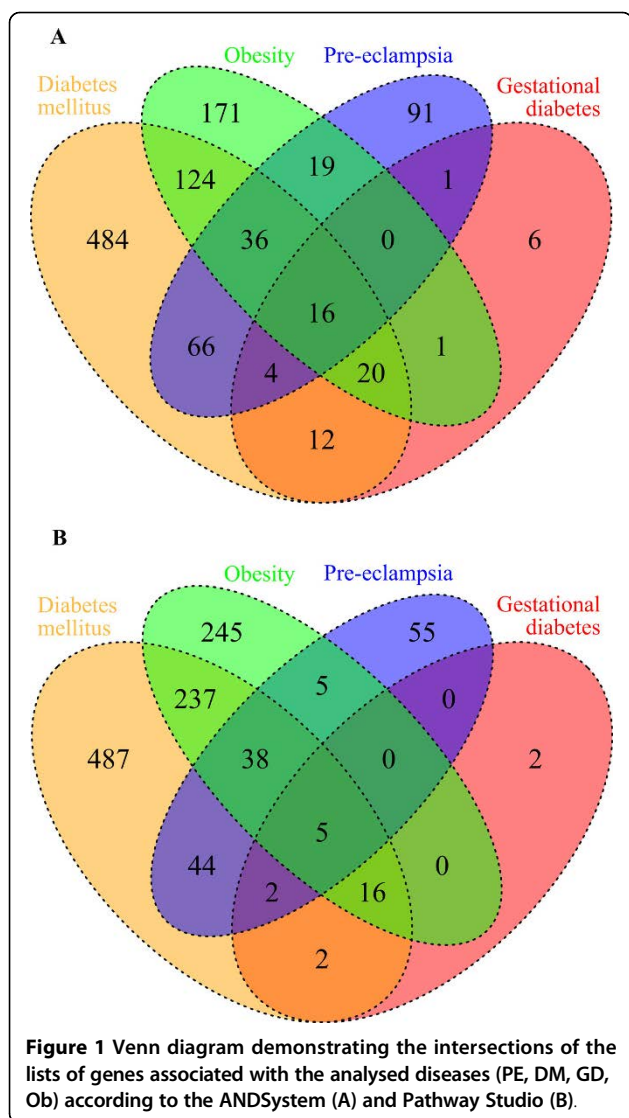 A
Obesity Pre-eclampsia
Diabetes
mellitus
Gestational
diabetes
171 91
124 19 1
484 36 0 6
16
66 4 20 1
12
B
Obesity Pre-eclampsia
Diabetes
mellitus
Gestational
diabetes
245 55
237 5 0
487 38 0 2
5
44 2 16 0
2
Figure 1 Venn diagram demonstrating the intersections of the
lists of genes associated with the analysed diseases (PE, DM, GD,
Ob) according to the ANDSystem (A) and Pathway Studio (B).